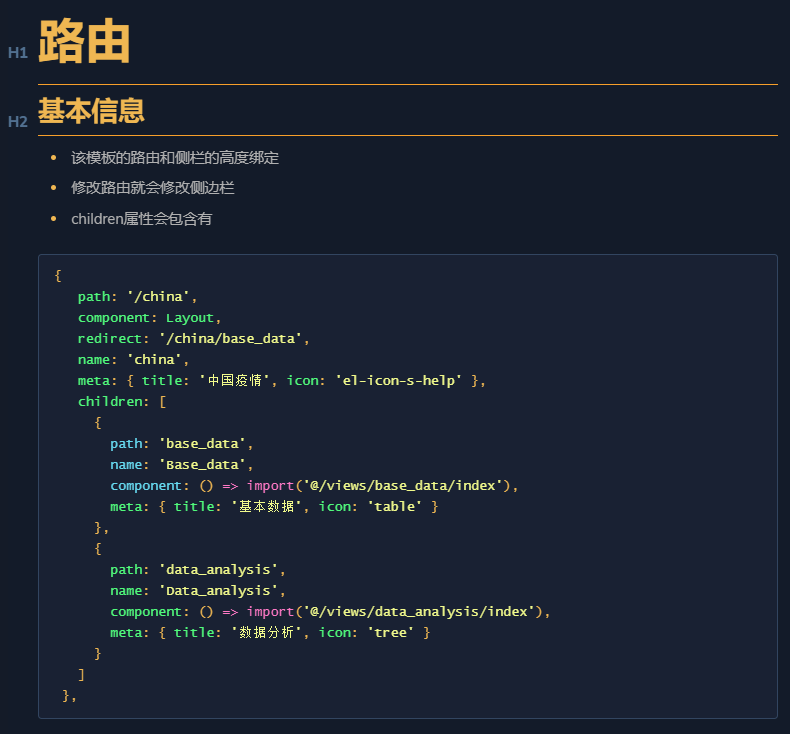 H1 路由
H2 基本信息
该模板的路由和侧栏的高度绑定
修改路由就会修改侧边栏
children属性会包含有
{
path: '/china',
component: Layout,
redirect: '/china/base_data',
name: 'china',
meta: { title: '中国疫情', icon: 'el-icon-s-help' },
children: [
{
path: 'base_data',
name: 'Base_data',
component: () => import('@/views/base_data/index'),
meta: { title: '基本数据', icon: 'table' }
},
{
path: 'data_analysis',
name: 'Data_analysis',
component: () => import('@/views/data_analysis/index'),
meta: { title: '数据分析', icon: 'tree' }
}
]
},